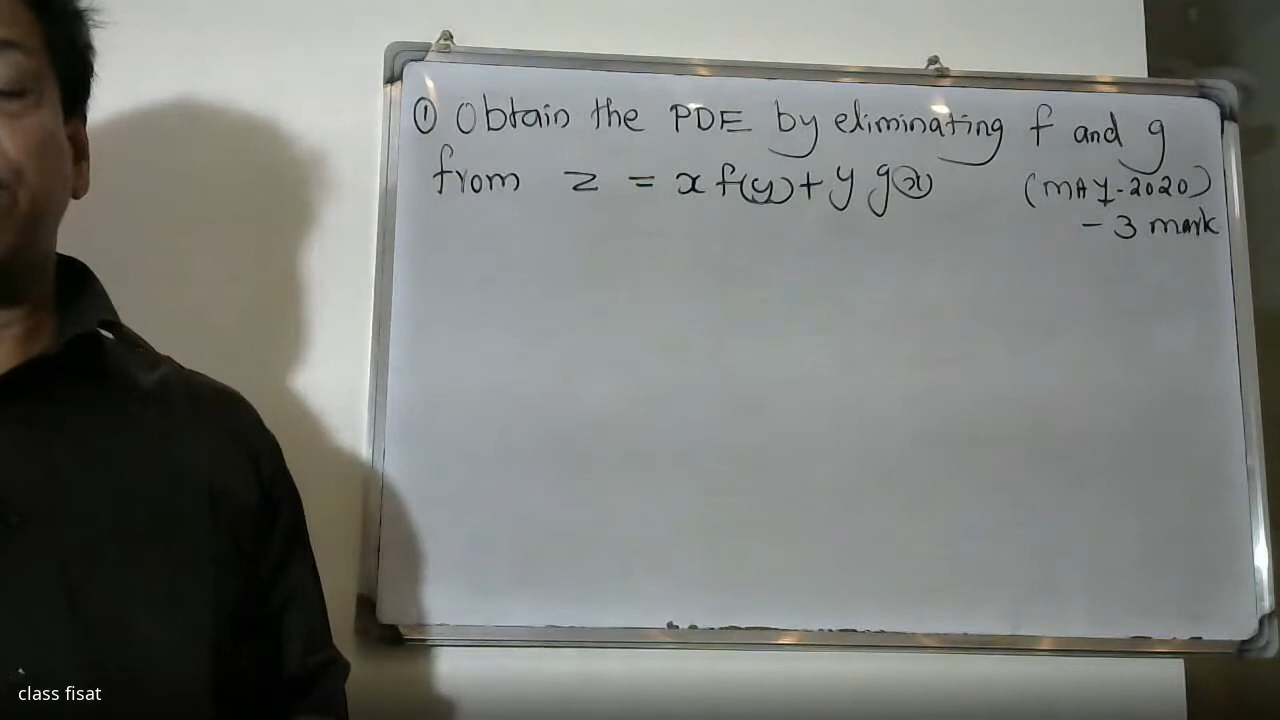 ① Obtain the PDE by eliminating f and g
from z = x f(y) + y g(x) (MAY-2020)
- 3 mark
class fisat